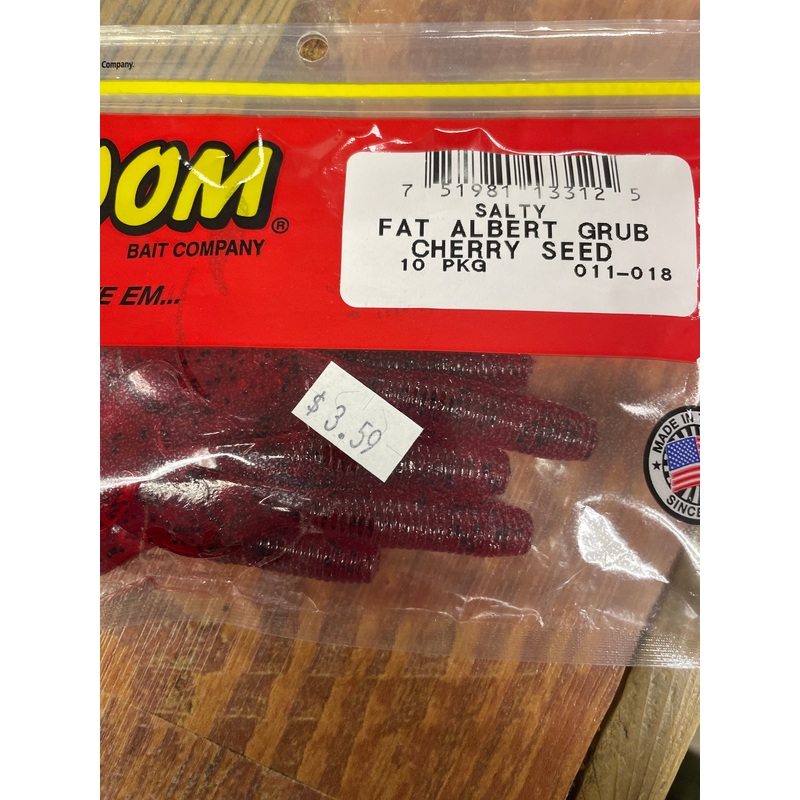 Company.
OOM®
BAIT COMPANY
E EM...
7 51981 13312 5
SALTY
FAT ALBERT GRUB
CHERRY SEED
10 PKG 011-018
$3.59
MADE IN
SINCE